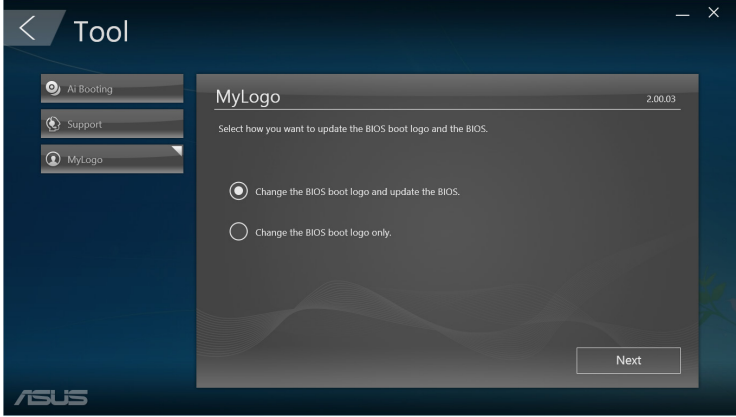 Tool
Ai Booting
Support
MyLogo
MyLogo
2.00.03
Select how you want to update the BIOS boot logo and the BIOS.
Change the BIOS boot logo and update the BIOS.
Change the BIOS boot logo only.
Next
ASUS